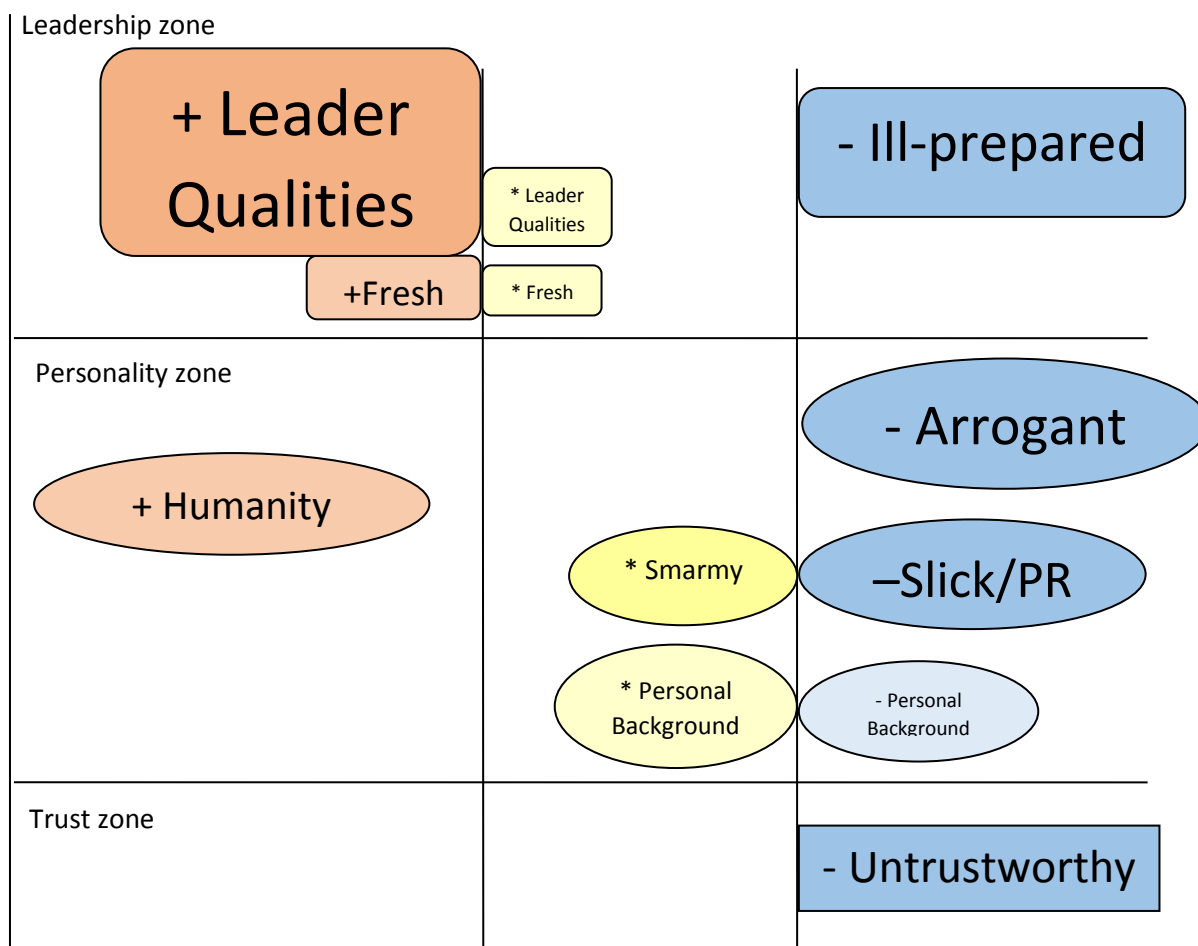 Leadership zone
+ Leader
Qualities
- Ill-prepared
* Leader
Qualities
+Fresh
* Fresh
Personality zone
- Arrogant
+ Humanity
* Smarmy
–Slick/PR
* Personal
Background
- Personal
Background
Trust zone
- Untrustworthy